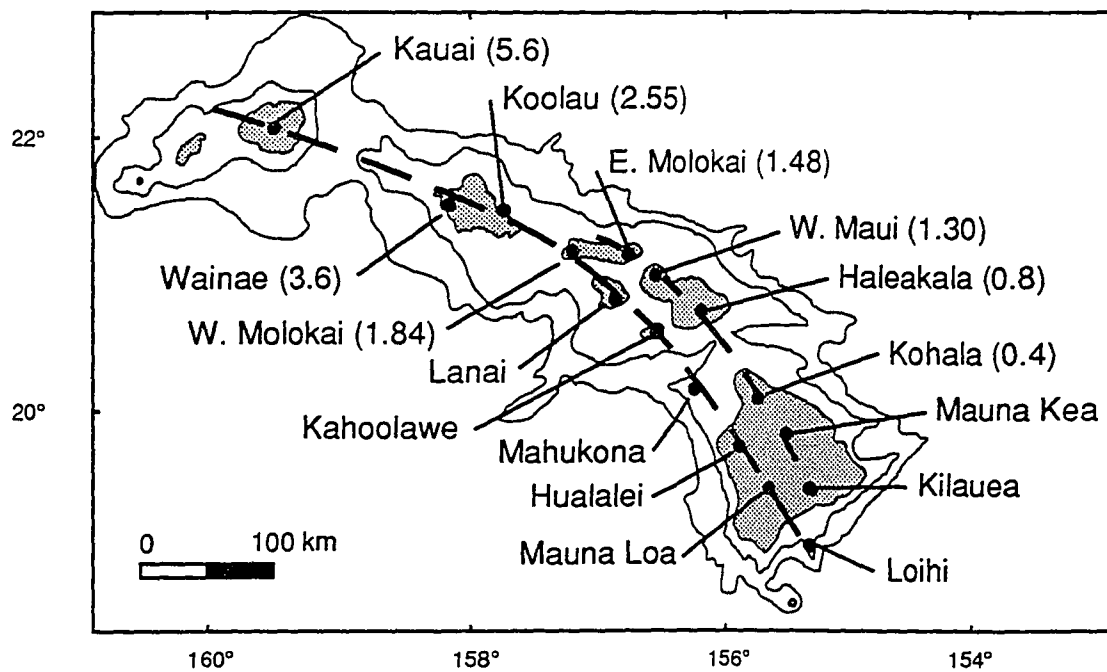 Kauai (5.6)
Koolau (2.55)
22°
E. Molokai (1.48)
W. Maui (1.30)
Wainae (3.6)
Haleakala (0.8)
W. Molokai (1.84)
Lanai
Kohala (0.4)
20°
Kahoolawe
Mauna Kea
Mahukona
Hualalei
Kilauea
0
100 km
Mauna Loa
Loihi
160°
158°
156°
154°